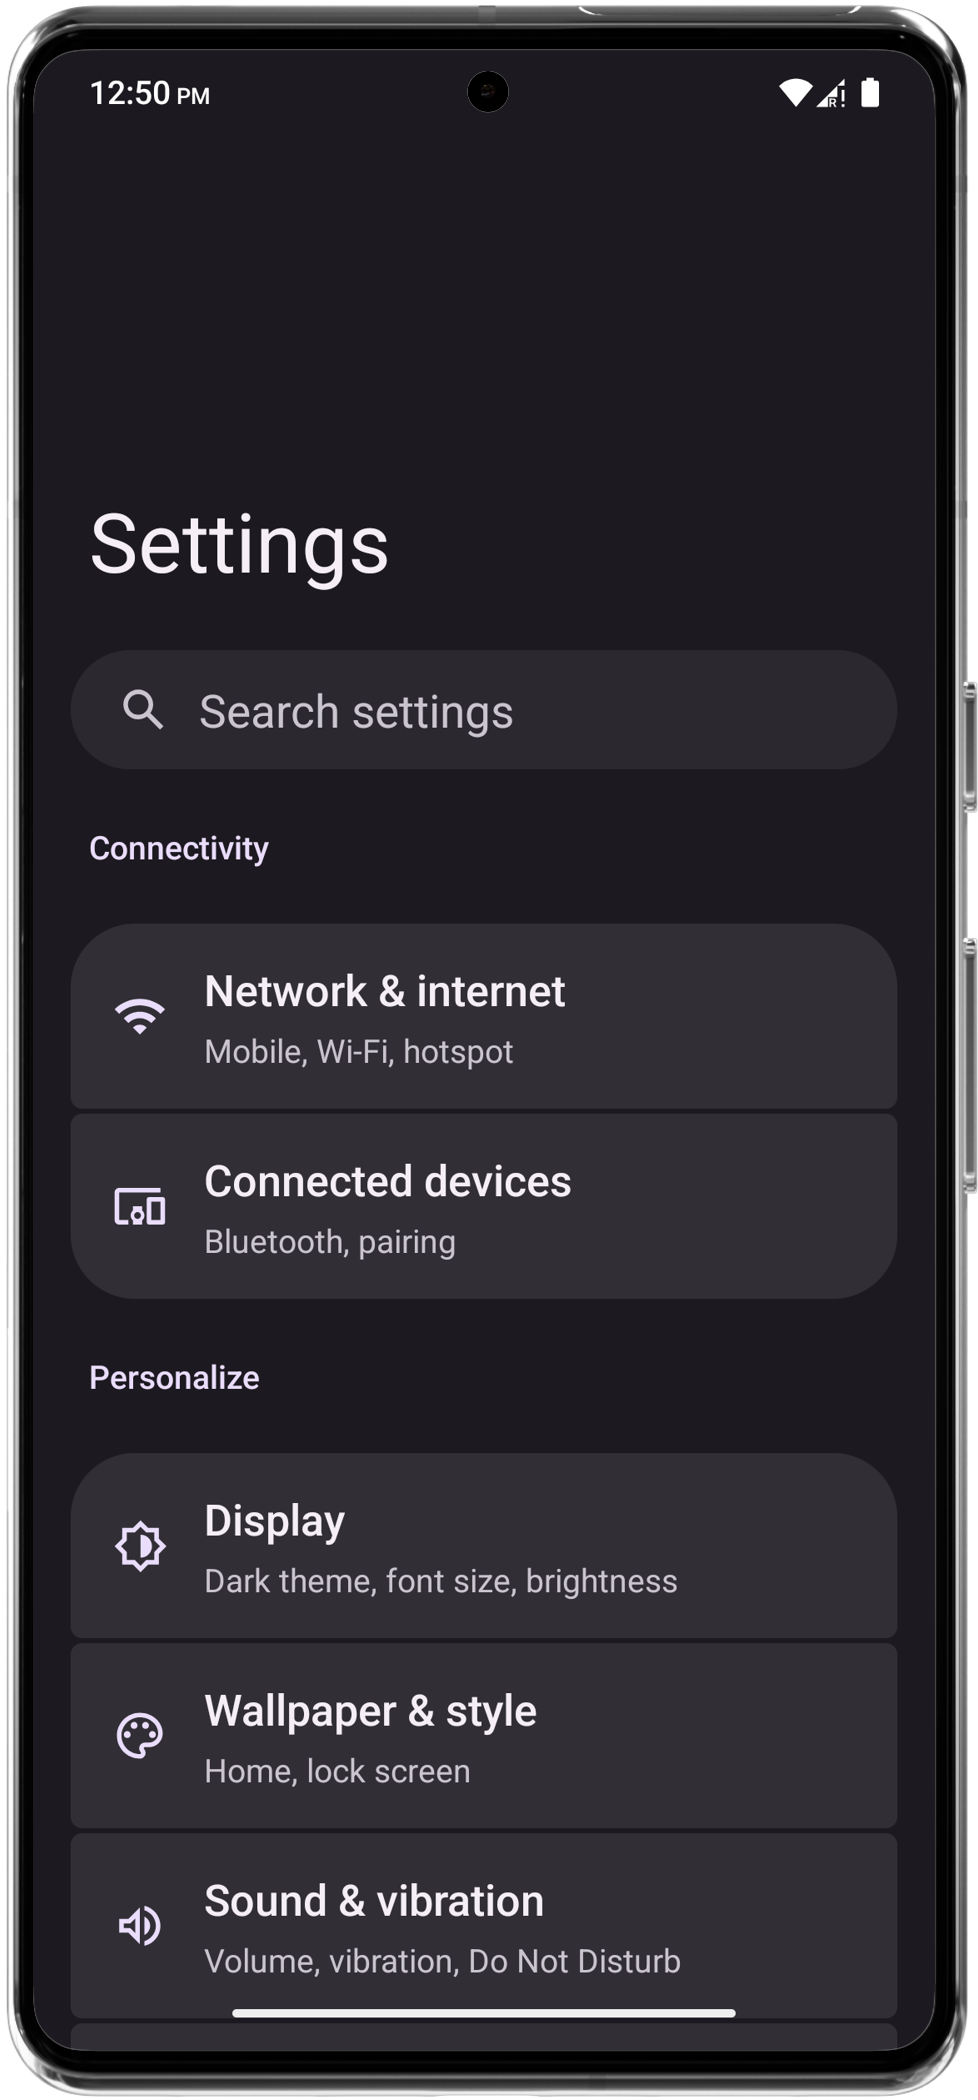 12:50 PM
R!
Settings
Search settings
Connectivity
Network & internet
Mobile, Wi-Fi, hotspot
Connected devices
Bluetooth, pairing
Personalize
Display
Dark theme, font size, brightness
Wallpaper & style
Home, lock screen
Sound & vibration
Volume, vibration, Do Not Disturb